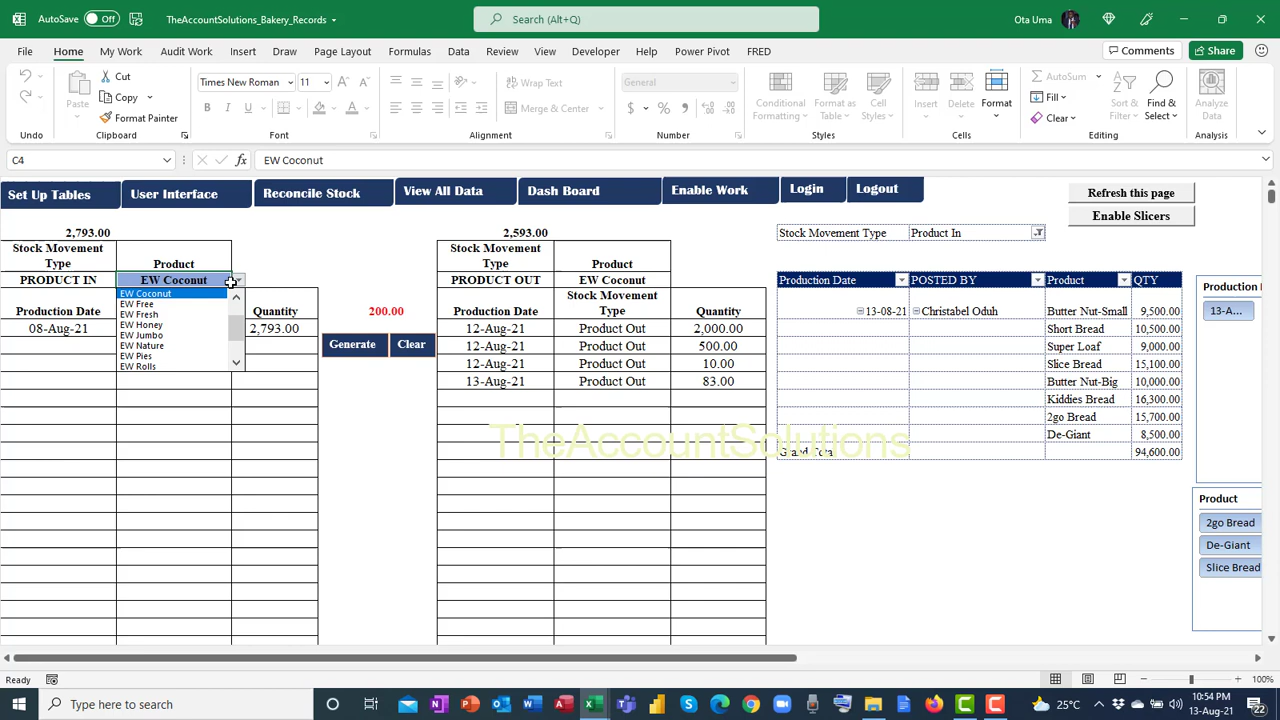 AutoSave Off TheAccountSolutions_Bakery_Records Search (Alt+Q) Ota Uma
File Home My Work Audit Work Insert Draw Page Layout Formulas Data Review View Developer Help Power Pivot FRED Comments Share
Paste Cut Copy Format Painter
Times New Roman 11 A A
B I U A
Wrap Text
Merge & Center
General
$ % ,
Conditional Formatting Format as Table Cell Styles
Insert Delete Format
AutoSum
Fill
Clear
Sort & Filter Find & Select Analyze Data
Undo Clipboard Font Alignment Number Styles Cells Editing Analysis
C4 fx EW Coconut
Set Up Tables User Interface Reconcile Stock View All Data Dash Board Enable Work Login Logout Refresh this page
Enable Slicers
2,793.00 2,593.00 Stock Movement Type Product In
Stock Movement Type Product Stock Movement Type Product
PRODUCT IN EW Coconut PRODUCT OUT EW Coconut Production Date POSTED BY Product QTY
EW Coconut
EW Free
EW Fresh
EW Honey
EW Jumbo
EW Nature
EW Pies
EW Rolls
Production Date Quantity 200.00 Production Date Stock Movement Type Quantity 13-08-21 Christabel Oduh Butter Nut-Small 9,500.00
08-Aug-21 2,793.00 12-Aug-21 Product Out 2,000.00 Short Bread 10,500.00
Generate Clear 12-Aug-21 Product Out 500.00 Super Loaf 9,000.00
12-Aug-21 Product Out 10.00 Slice Bread 15,100.00
13-Aug-21 Product Out 83.00 Butter Nut-Big 10,000.00
Kiddies Bread 16,300.00
2go Bread 15,700.00
De-Giant 8,500.00
Grand Total 94,600.00
TheAccountSolutions
Production
13-A...
Product
2go Bread
De-Giant
Slice Bread
Ready 100%
Type here to search 25°C 10:54 PM
13-Aug-21 22